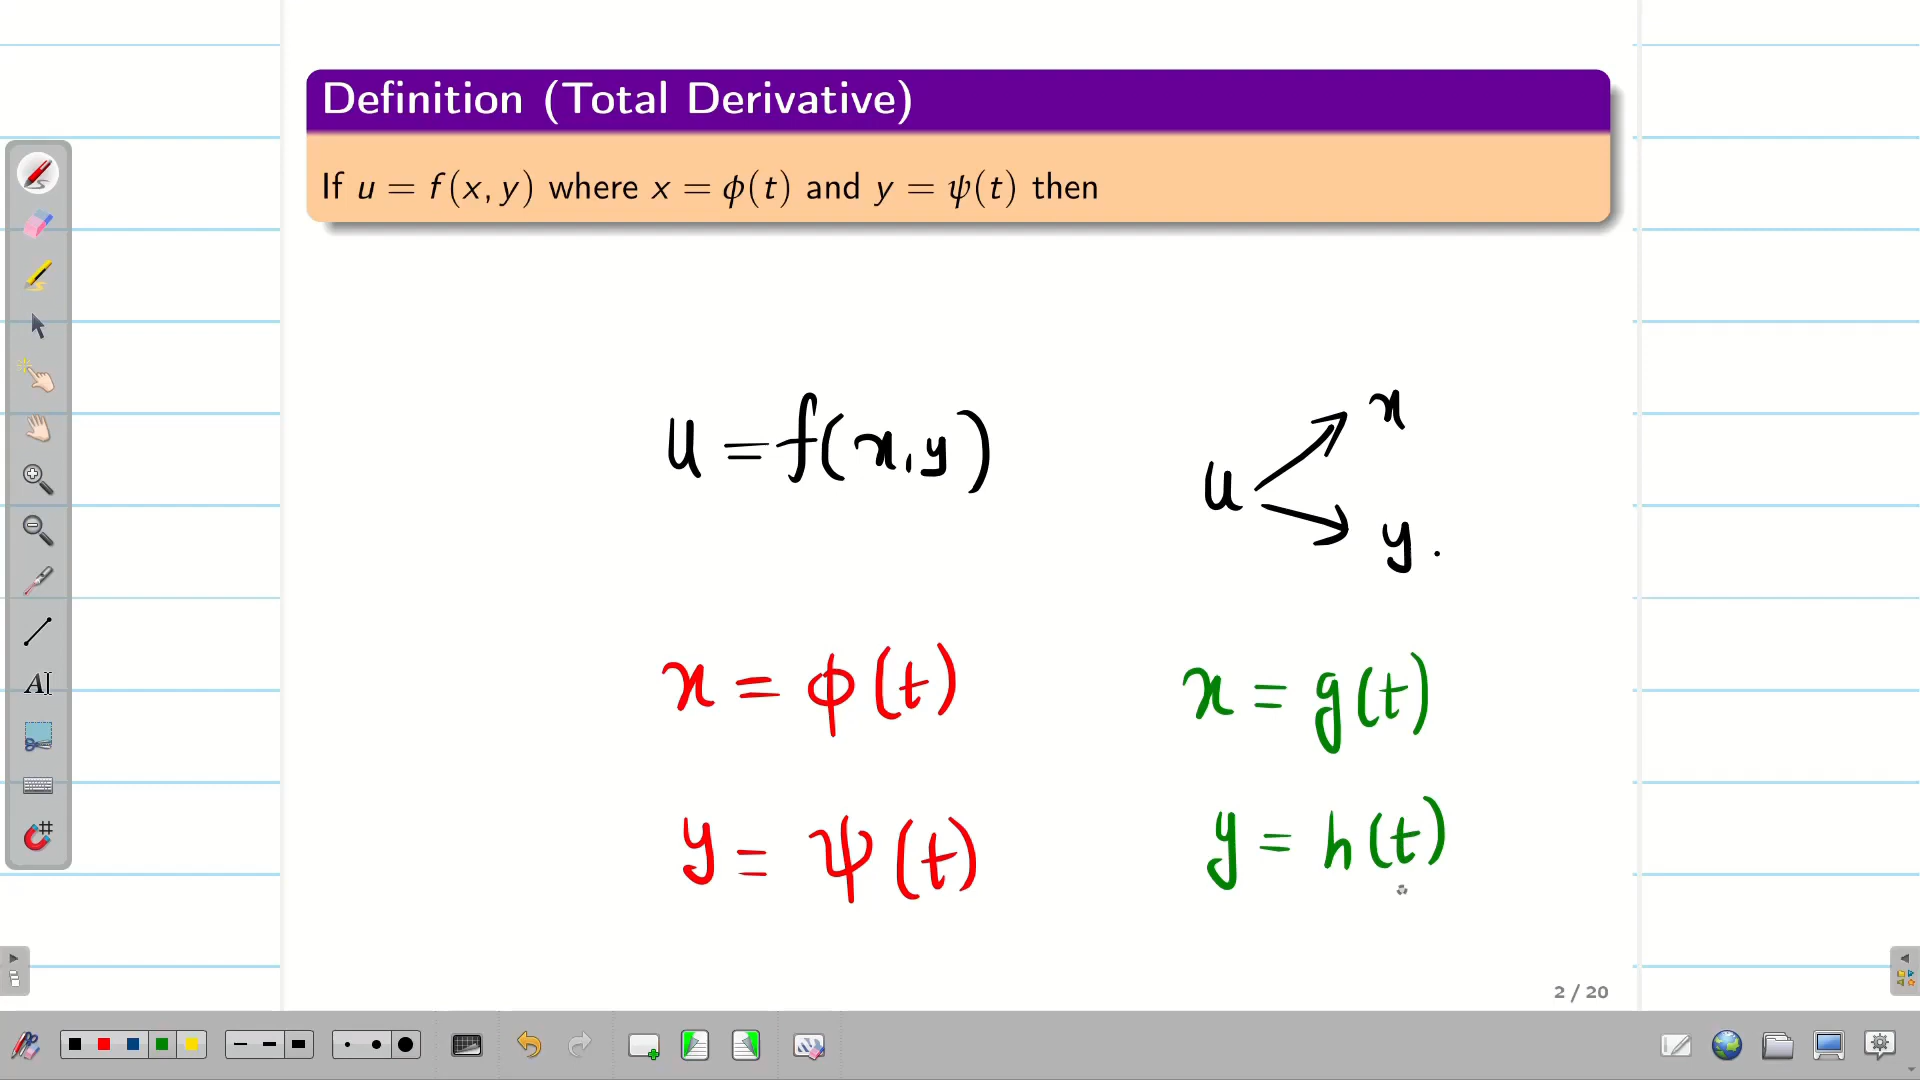 Definition (Total Derivative)
If u = f(x, y) where x = ϕ(t) and y = ψ(t) then
u = f(x, y)
x
u
y.
x = ϕ(t)
x = g(t)
y = ψ(t)
y = h(t)
2 / 20